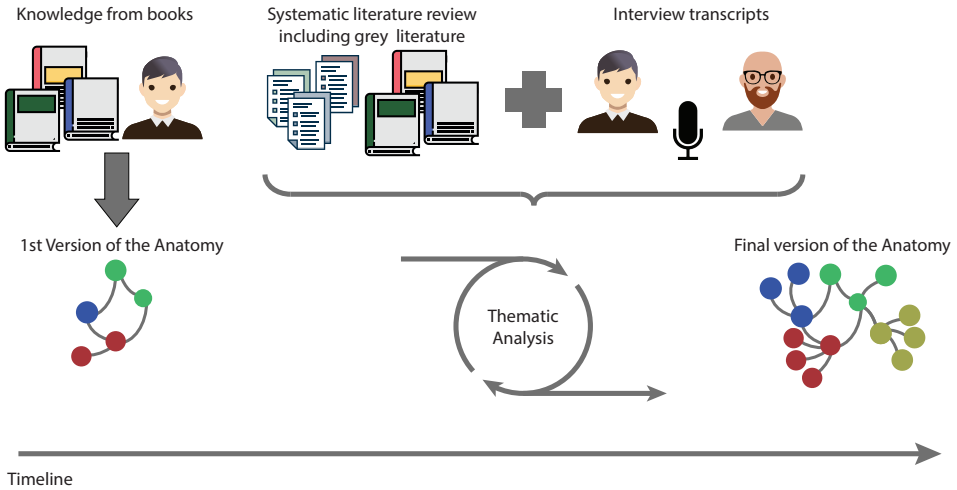 Knowledge from books
Systematic literature review
including grey literature
Interview transcripts
1st Version of the Anatomy
Final version of the Anatomy
Thematic
Analysis
Timeline